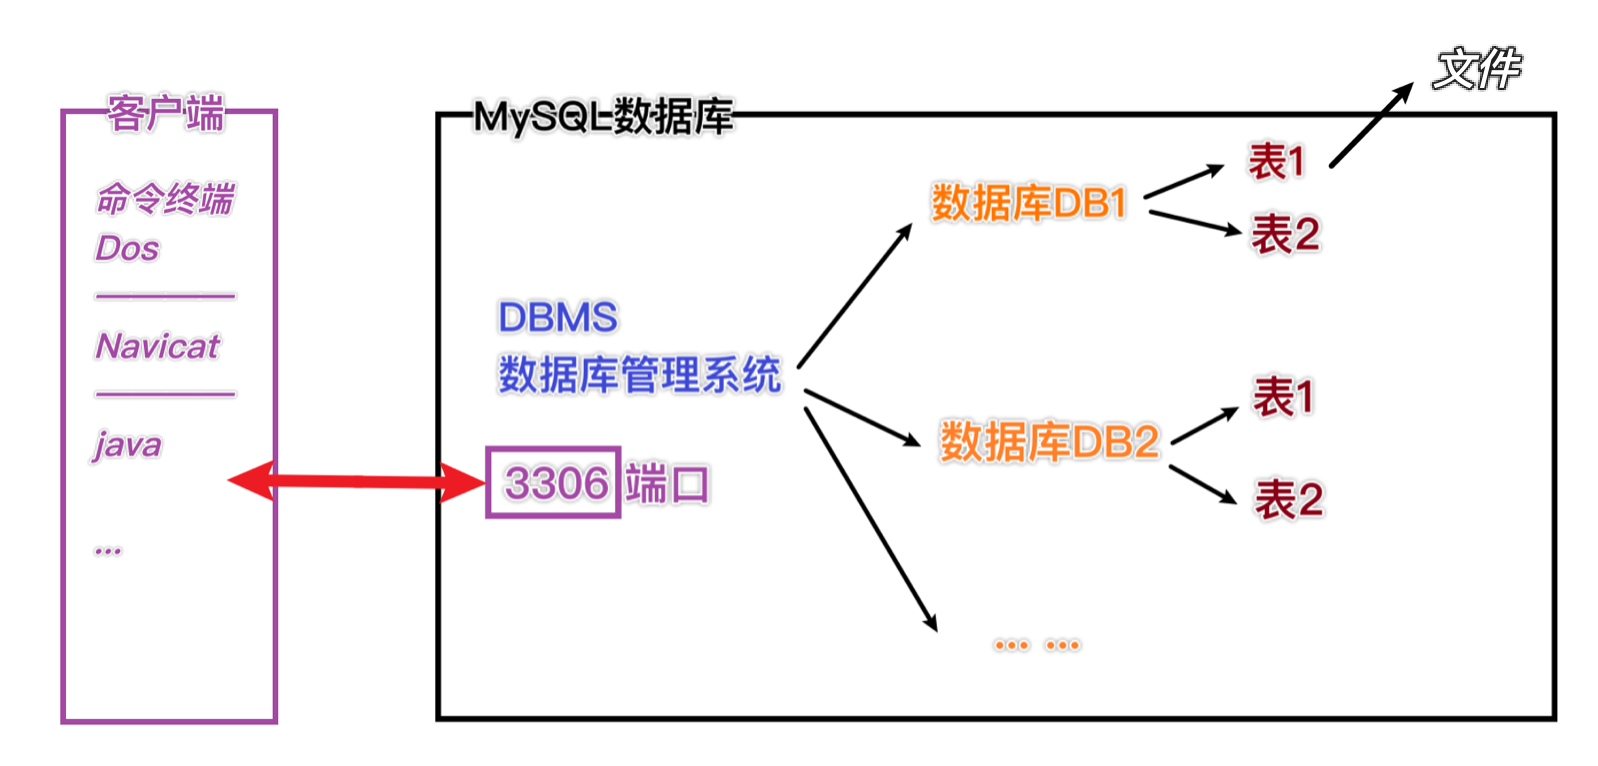 客户端
命令终端
Dos
Navicat
java
...
MySQL数据库
DBMS
数据库管理系统
3306 端口
数据库DB1
表1
表2
文件
数据库DB2
表1
表2
... ...